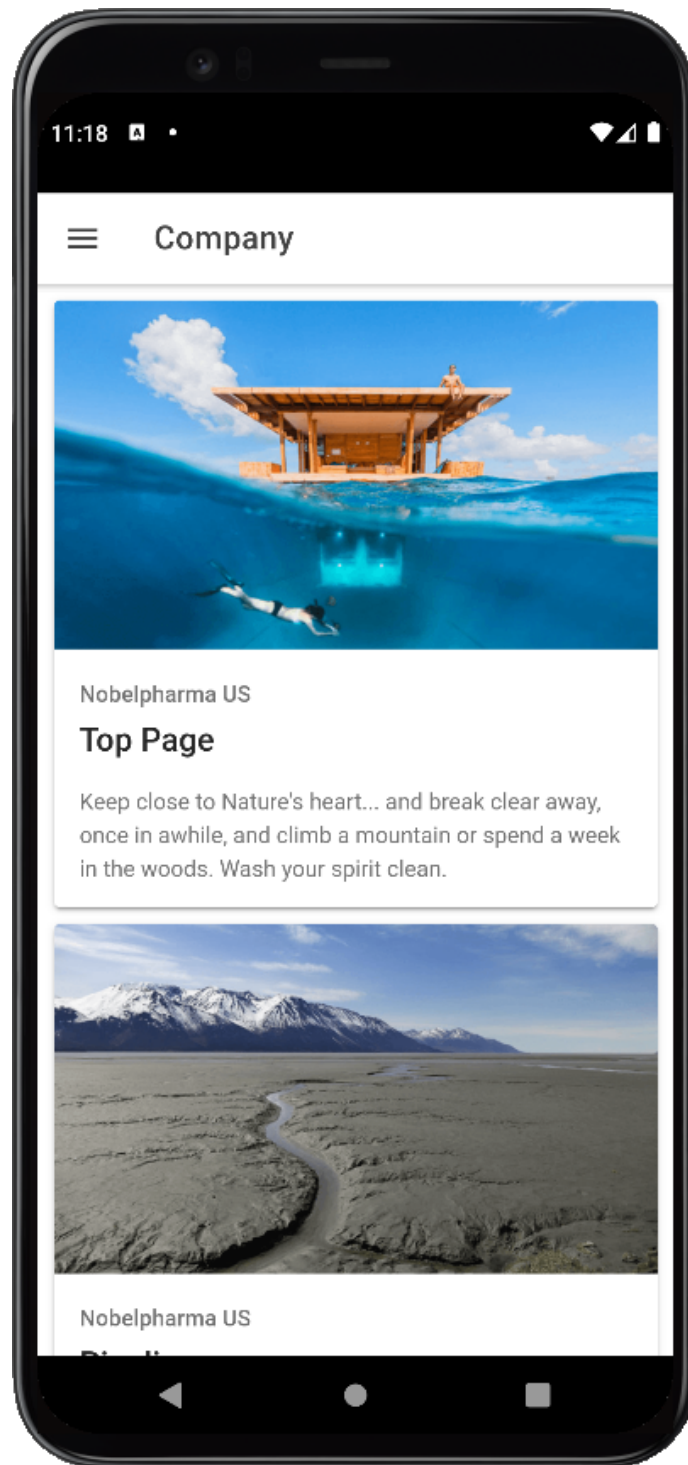 11:18 A
Company
Nobelpharma US
Top Page
Keep close to Nature's heart... and break clear away,
once in awhile, and climb a mountain or spend a week
in the woods. Wash your spirit clean.
Nobelpharma US